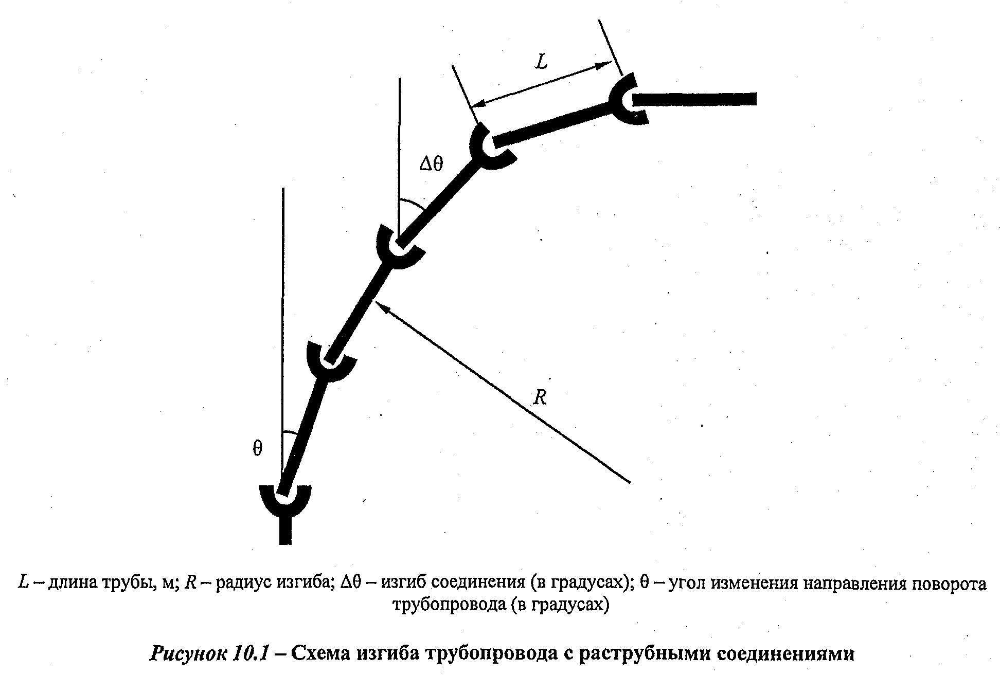 L
Δθ
R
θ
L – длина трубы, м; R – радиус изгиба; Δθ – изгиб соединения (в градусах); θ – угол изменения направления поворота
трубопровода (в градусах)
Рисунок 10.1 – Схема изгиба трубопровода с раструбными соединениями